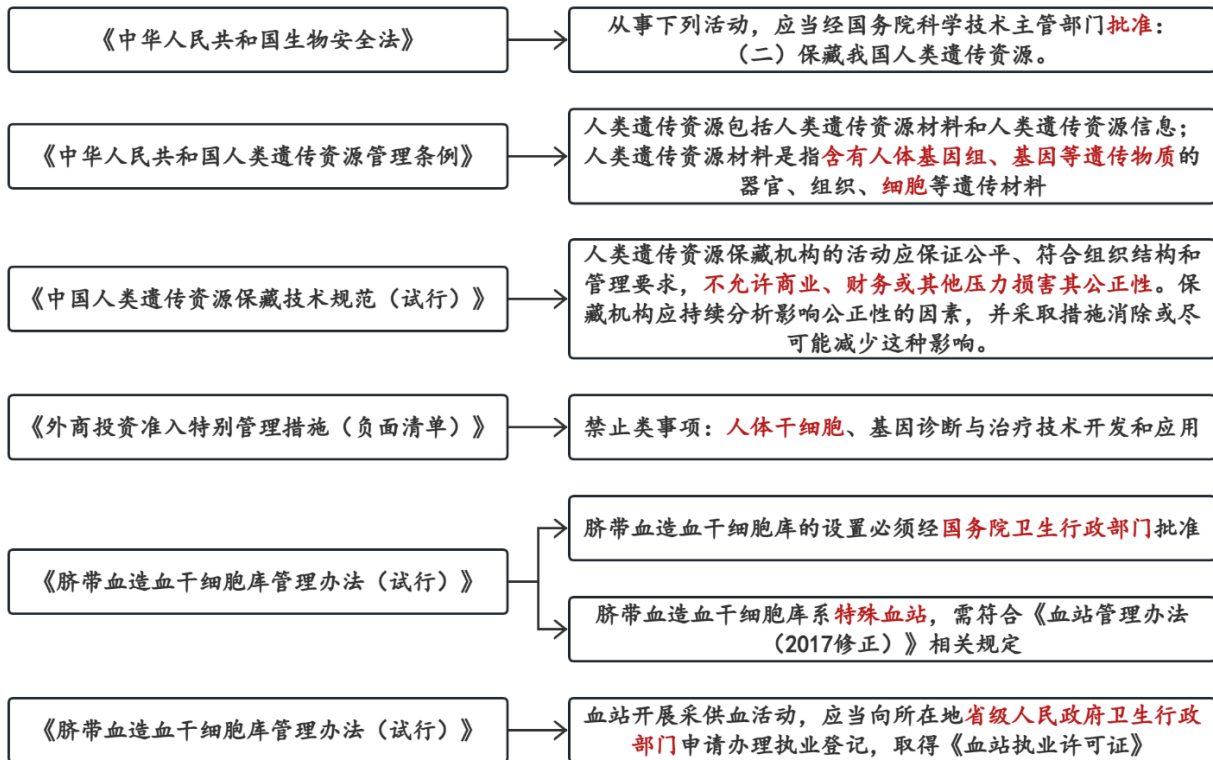 《中华人民共和国生物安全法》
从事下列活动，应当经国务院科学技术主管部门批准：
（二）保藏我国人类遗传资源。
《中华人民共和国人类遗传资源管理条例》
人类遗传资源包括人类遗传资源材料和人类遗传资源信息；
人类遗传资源材料是指含有人体基因组、基因等遗传物质的
器官、组织、细胞等遗传材料
《中国人类遗传资源保藏技术规范（试行）》
人类遗传资源保藏机构的活动应保证公平、符合组织结构和
管理要求，不允许商业、财务或其他压力损害其公正性。保
藏机构应持续分析影响公正性的因素，并采取措施消除或尽
可能减少这种影响。
《外商投资准入特别管理措施（负面清单）》
禁止类事项：人体干细胞、基因诊断与治疗技术开发和应用
《脐带血造血干细胞库管理办法（试行）》
脐带血造血干细胞库的设置必须经国务院卫生行政部门批准
脐带血造血干细胞库系特殊血站，需符合《血站管理办法
（2017修正）》相关规定
《脐带血造血干细胞库管理办法（试行）》
血站开展采供血活动，应当向所在地省级人民政府卫生行政
部门申请办理执业登记，取得《血站执业许可证》